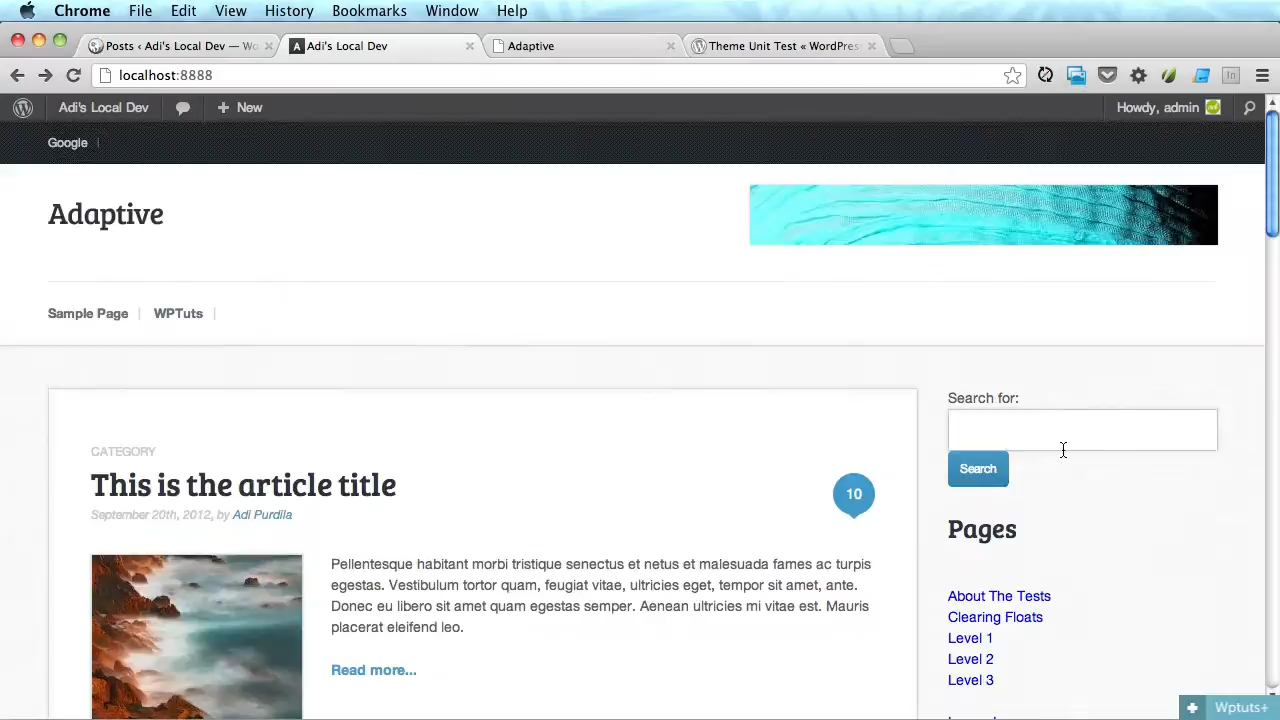 Chrome File Edit View History Bookmarks Window Help
Posts ‹ Adi's Local Dev — Wo
Adi's Local Dev
Adaptive
Theme Unit Test « WordPres
localhost:8888
Adi's Local Dev
New
Howdy, admin
Google
Adaptive
Sample Page
WPTuts
Search for:
CATEGORY
Search
This is the article title
10
September 20th, 2012, by Adi Purdila
Pages
Pellentesque habitant morbi tristique senectus et netus et malesuada fames ac turpis
egestas. Vestibulum tortor quam, feugiat vitae, ultricies eget, tempor sit amet, ante.
Donec eu libero sit amet quam egestas semper. Aenean ultricies mi vitae est. Mauris
placerat eleifend leo.
Read more...
About The Tests
Clearing Floats
Level 1
Level 2
Level 3
Wptuts+